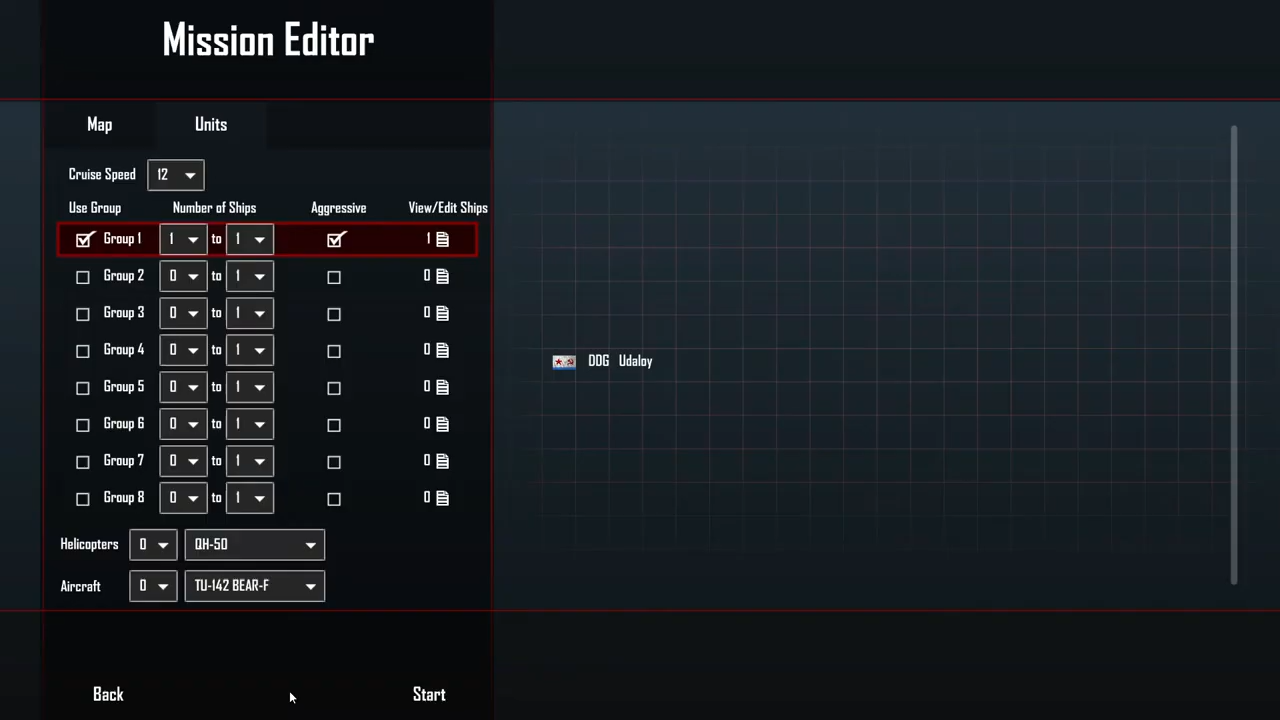 Mission Editor
Map Units
Cruise Speed 12
Use Group Number of Ships Aggressive View/Edit Ships
Group 1 1 to 1 1
Group 2 0 to 1 0
Group 3 0 to 1 0
Group 4 0 to 1 0
DDG Udaloy
Group 5 0 to 1 0
Group 6 0 to 1 0
Group 7 0 to 1 0
Group 8 0 to 1 0
Helicopters 0 QH-50
Aircraft 0 TU-142 BEAR-F
Back Start